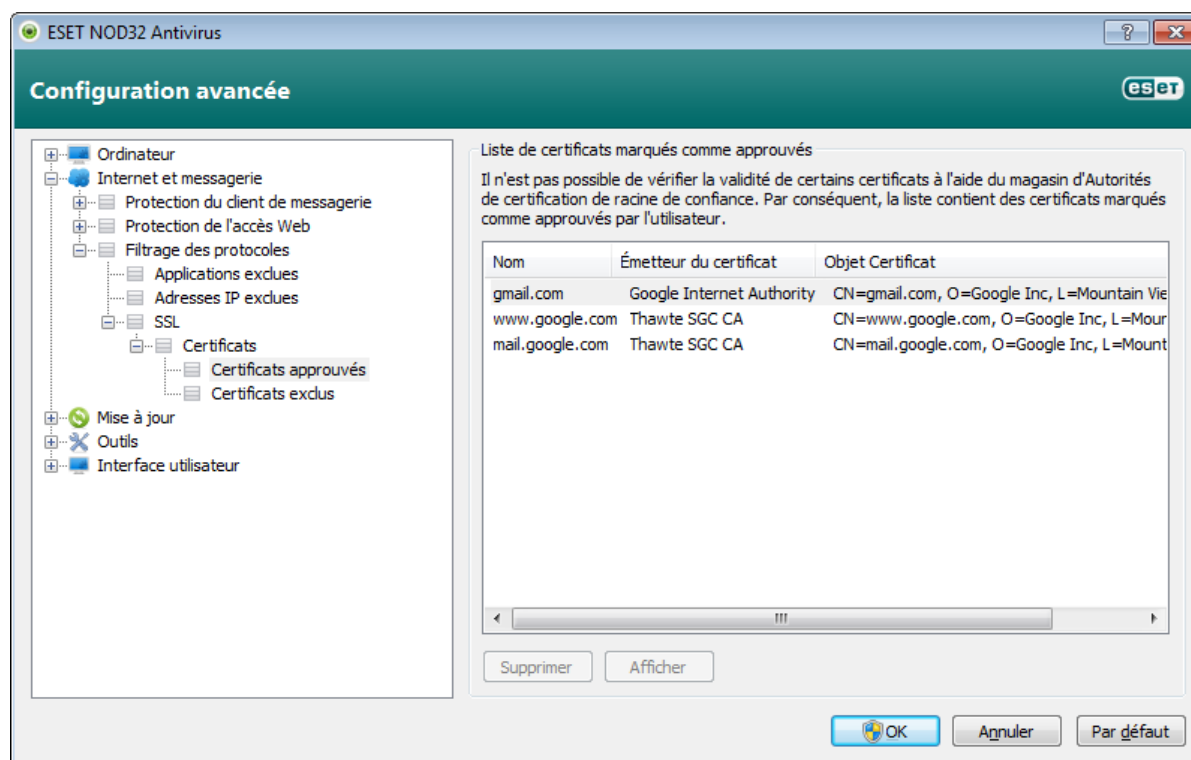 ESET NOD32 Antivirus
Configuration avancée
eset
Ordinateur
Internet et messagerie
Protection du client de messagerie
Protection de l'accès Web
Filtrage des protocoles
Applications exclues
Adresses IP exclues
SSL
Certificats
Certificats approuvés
Certificats exclus
Mise à jour
Outils
Interface utilisateur
Liste de certificats marqués comme approuvés
Il n'est pas possible de vérifier la validité de certains certificats à l'aide du magasin d'Autorités
de certification de racine de confiance. Par conséquent, la liste contient des certificats marqués
comme approuvés par l'utilisateur.
Nom Émetteur du certificat Objet Certificat
gmail.com Google Internet Authority CN=gmail.com, O=Google Inc, L=Mountain Vie
www.google.com Thawte SGC CA CN=www.google.com, O=Google Inc, L=Mour
mail.google.com Thawte SGC CA CN=mail.google.com, O=Google Inc, L=Mount
Supprimer Afficher
OK Annuler Par défaut